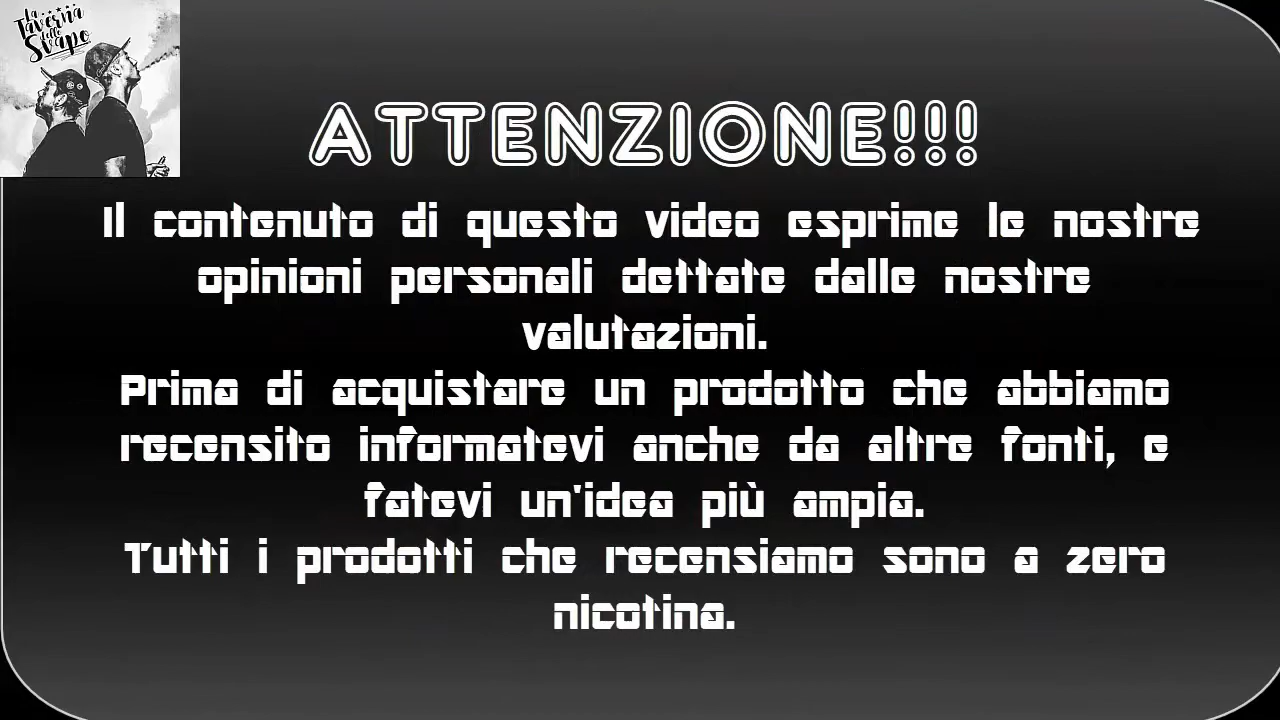 La
Taverna
dello
Svapo
ATTENZIONE!!!
Il contenuto di questo video esprime le nostre
opinioni personali dettate dalle nostre
valutazioni.
Prima di acquistare un prodotto che abbiamo
recensito informatevi anche da altre fonti, e
fatevi un'idea più ampia.
Tutti i prodotti che recensiamo sono a zero
nicotina.